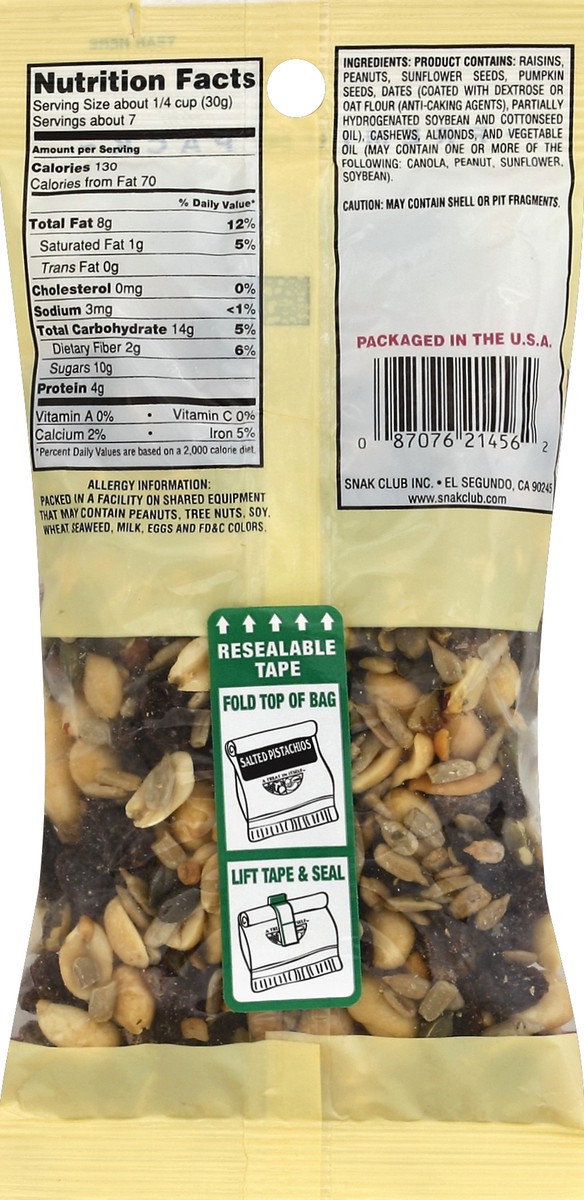 TEAR HERE
Nutrition Facts
Serving Size about 1/4 cup (30g)
Servings about 7
Amount per Serving
Calories 130
Calories from Fat 70
% Daily Value*
Total Fat 8g 12%
Saturated Fat 1g 5%
Trans Fat 0g
Cholesterol 0mg 0%
Sodium 3mg <1%
Total Carbohydrate 14g 5%
Dietary Fiber 2g 6%
Sugars 10g
Protein 4g
Vitamin A 0% • Vitamin C 0%
Calcium 2% • Iron 5%
*Percent Daily Values are based on a 2,000 calorie diet.
ALLERGY INFORMATION:
PACKED IN A FACILITY ON SHARED EQUIPMENT
THAT MAY CONTAIN PEANUTS, TREE NUTS, SOY,
WHEAT, SEAWEED, MILK, EGGS AND FD&C COLORS.
INGREDIENTS: PRODUCT CONTAINS: RAISINS,
PEANUTS, SUNFLOWER SEEDS, PUMPKIN
SEEDS, DATES (COATED WITH DEXTROSE OR
OAT FLOUR (ANTI-CAKING AGENTS), PARTIALLY
HYDROGENATED SOYBEAN AND COTTONSEED
OIL), CASHEWS, ALMONDS, AND VEGETABLE
OIL (MAY CONTAIN ONE OR MORE OF THE
FOLLOWING: CANOLA, PEANUT, SUNFLOWER,
SOYBEAN).
CAUTION: MAY CONTAIN SHELL OR PIT FRAGMENTS.
PACKAGED IN THE U.S.A.
0 87076 21456 2
SNAK CLUB INC. • EL SEGUNDO, CA 90245
www.snakclub.com
RESEALABLE
TAPE
FOLD TOP OF BAG
SALTED PISTACHIOS
A TREAT IN ITSELF
LIFT TAPE & SEAL